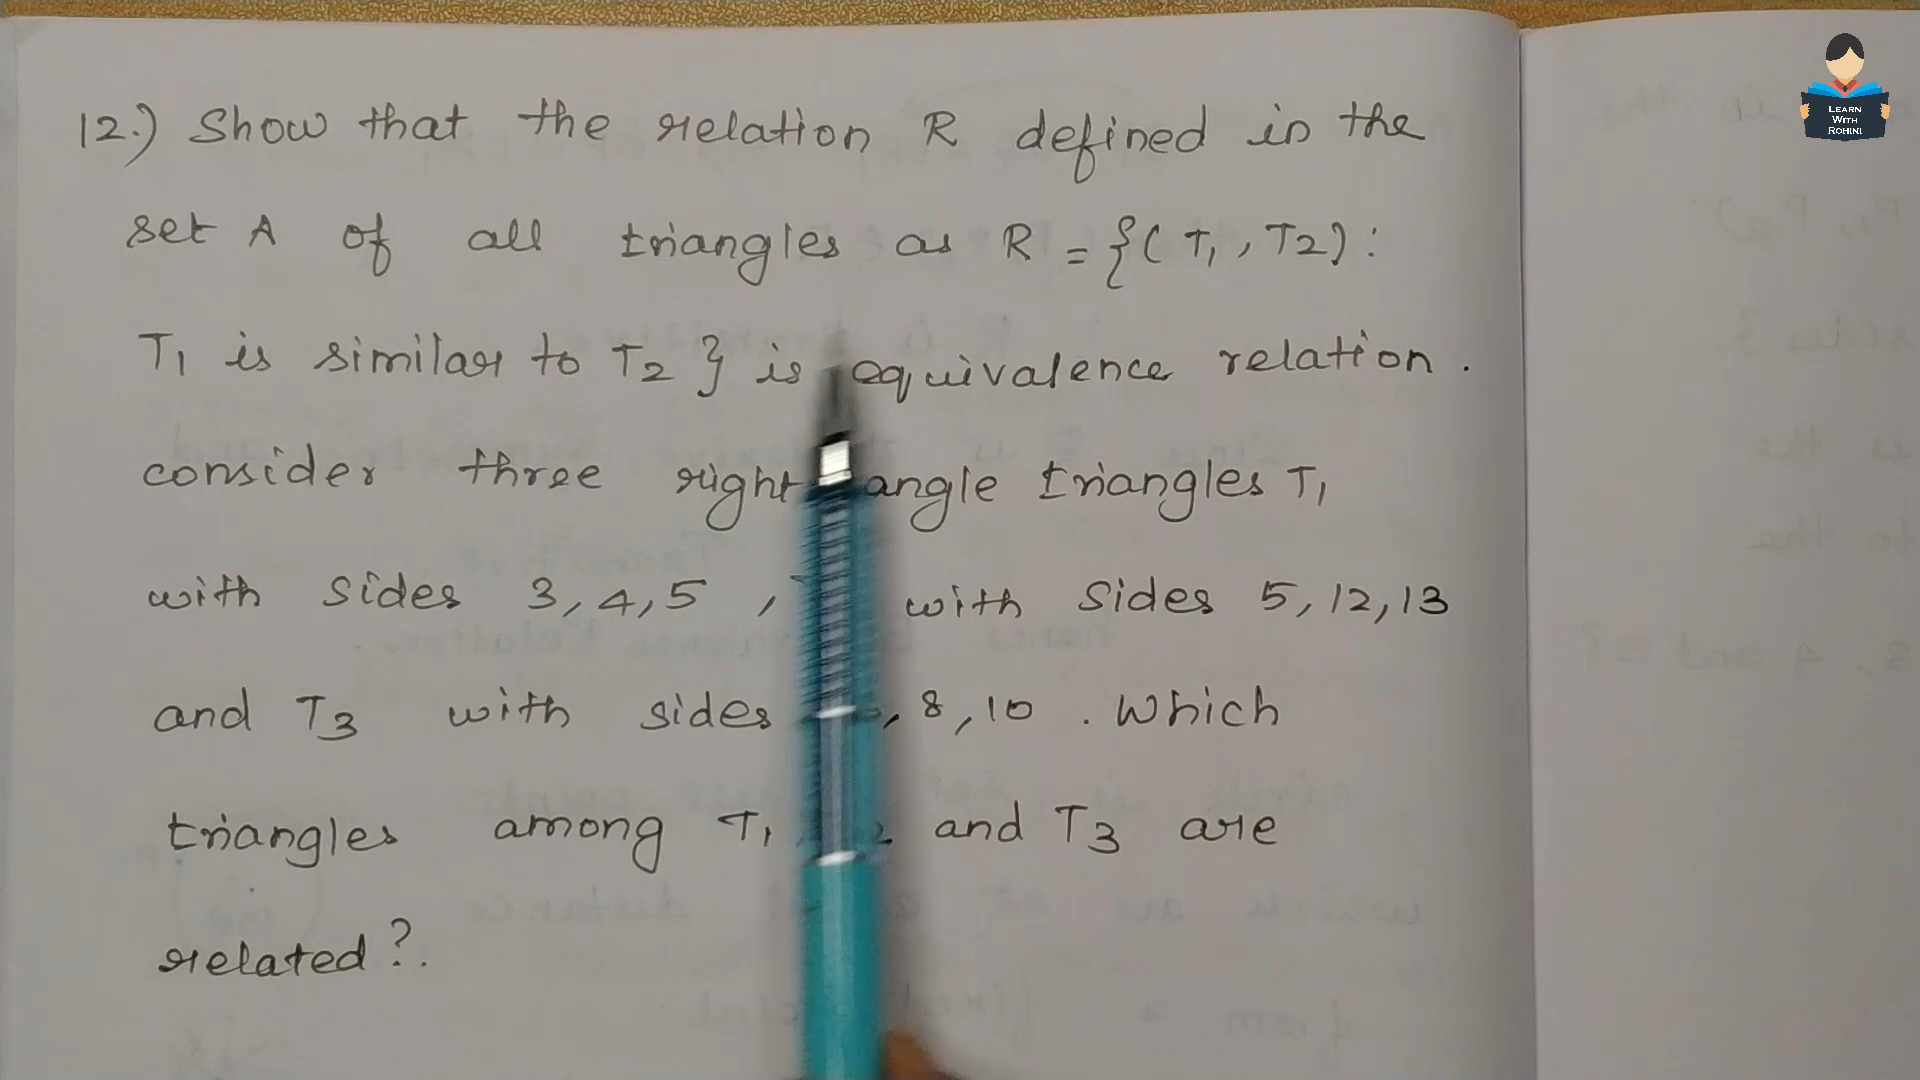 12.) Show that the relation R defined in the
set A of all triangles as R = {(T1, T2):
T1 is similar to T2 } is equivalence relation.
consider three right angle triangles T1
with sides 3,4,5 , with sides 5,12,13
and T3 with sides ,8,10 . Which
triangles among T1 2 and T3 are
related?.
LEARN
WITH
ROHINI